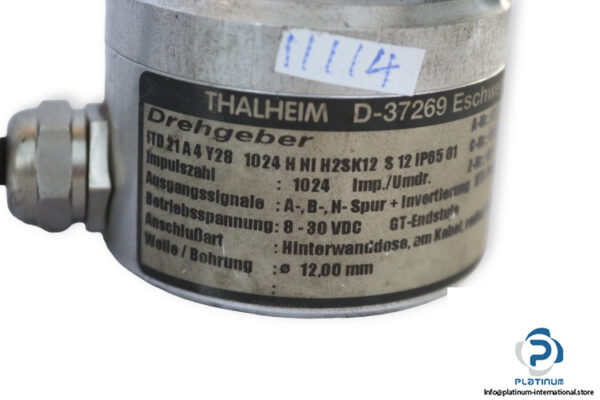 11114
THALHEIM D-37269 Eschw
Drehgeber
ITD 21 A 4 Y28 1024 H NI H2SK12 S 12 IP65 01
Impulszahl : 1024 Imp./Umdr.
Ausgangssignale : A-, B-, N- Spur + Invertierung
Betriebsspannung : 8 - 30 VDC GT-Endstufe
Anschlußart : Hinterwanddose, am Kabel,
Welle / Bohrung : ø 12,00 mm
:
PLATINUM
Info@platinum-international.store